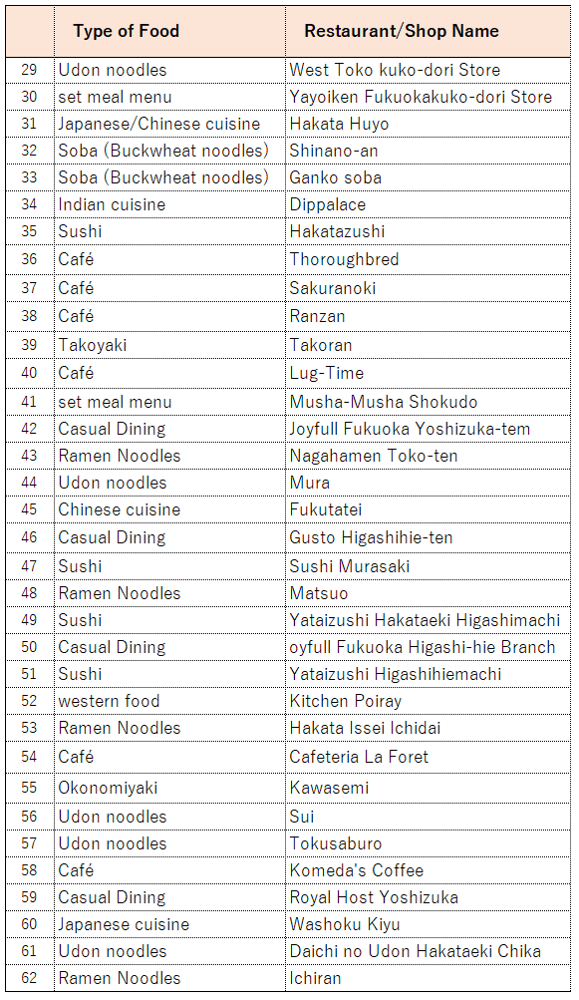 Type of Food Restaurant/Shop Name
29 Udon noodles West Toko kuko-dori Store
30 set meal menu Yayoiken Fukuokakuko-dori Store
31 Japanese/Chinese cuisine Hakata Huyo
32 Soba (Buckwheat noodles) Shinano-an
33 Soba (Buckwheat noodles) Ganko soba
34 Indian cuisine Dippalace
35 Sushi Hakatazushi
36 Café Thoroughbred
37 Café Sakuranoki
38 Café Ranzan
39 Takoyaki Takoran
40 Café Lug-Time
41 set meal menu Musha-Musha Shokudo
42 Casual Dining Joyfull Fukuoka Yoshizuka-tem
43 Ramen Noodles Nagahamen Toko-ten
44 Udon noodles Mura
45 Chinese cuisine Fukutatei
46 Casual Dining Gusto Higashihie-ten
47 Sushi Sushi Murasaki
48 Ramen Noodles Matsuo
49 Sushi Yataizushi Hakataeki Higashimachi
50 Casual Dining oyfull Fukuoka Higashi-hie Branch
51 Sushi Yataizushi Higashihiemachi
52 western food Kitchen Poiray
53 Ramen Noodles Hakata Issei Ichidai
54 Café Cafeteria La Foret
55 Okonomiyaki Kawasemi
56 Udon noodles Sui
57 Udon noodles Tokusaburo
58 Café Komeda's Coffee
59 Casual Dining Royal Host Yoshizuka
60 Japanese cuisine Washoku Kiyu
61 Udon noodles Daichi no Udon Hakataeki Chika
62 Ramen Noodles Ichiran